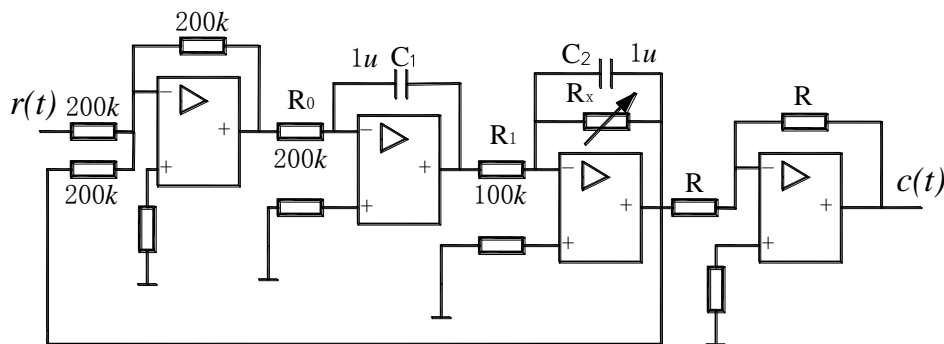 200k
1u C₁
C₂ 1u
r(t)
200k
R₀
Rₓ
R
200k
200k
R₁
100k
R
c(t)
− + +
− + +
− + +
− + +